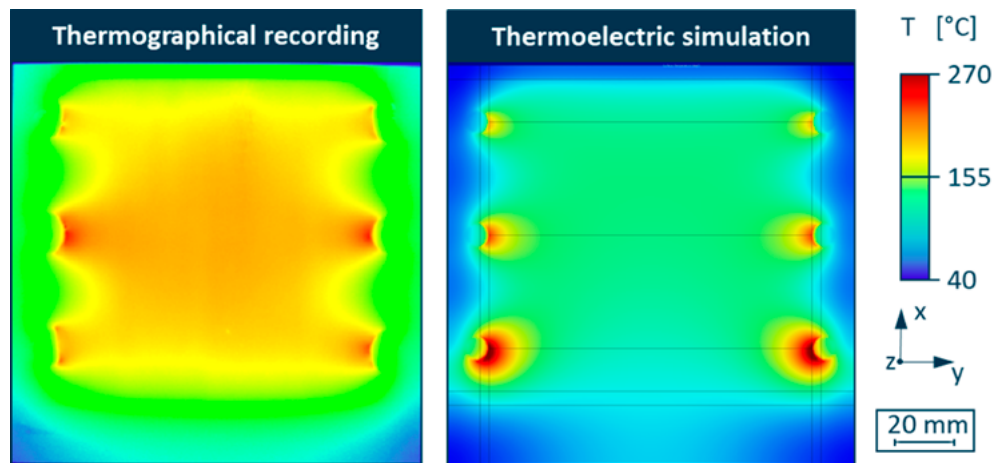 Thermographical recording
Thermoelectric simulation
T [°C]
270
155
40
x
z
y
20 mm